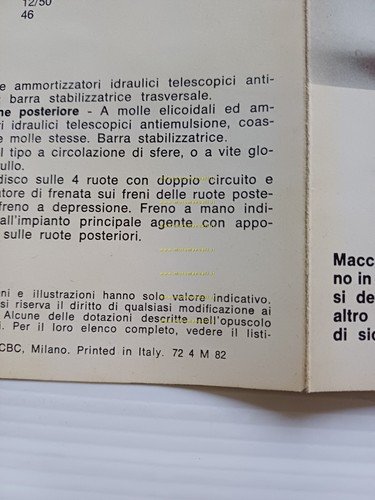 12/50
46
e ammortizzatori idraulici telescopici anti-
barra stabilizzatrice trasversale.
ne posteriore - A molle elicoidali ed am-
ri idraulici telescopici antiemulsione, coas-
e molle stesse. Barra stabilizzatrice.
l tipo a circolazione di sfere, o a vite glo-
ullo.
disco sulle 4 ruote con doppio circuito e
atore di frenata sui freni delle ruote poste-
freno a depressione. Freno a mano indi-
all'impianto principale agente con appo-
sulle ruote posteriori.
ni e illustrazioni hanno solo valore indicativo,
si riserva il diritto di qualsiasi modificazione ai
Alcune delle dotazioni descritte nell'opuscolo
i. Per il loro elenco completo, vedere il listi-
CBC, Milano. Printed in Italy. 72 4 M 82
Macc
no in
si de
altro
di sic